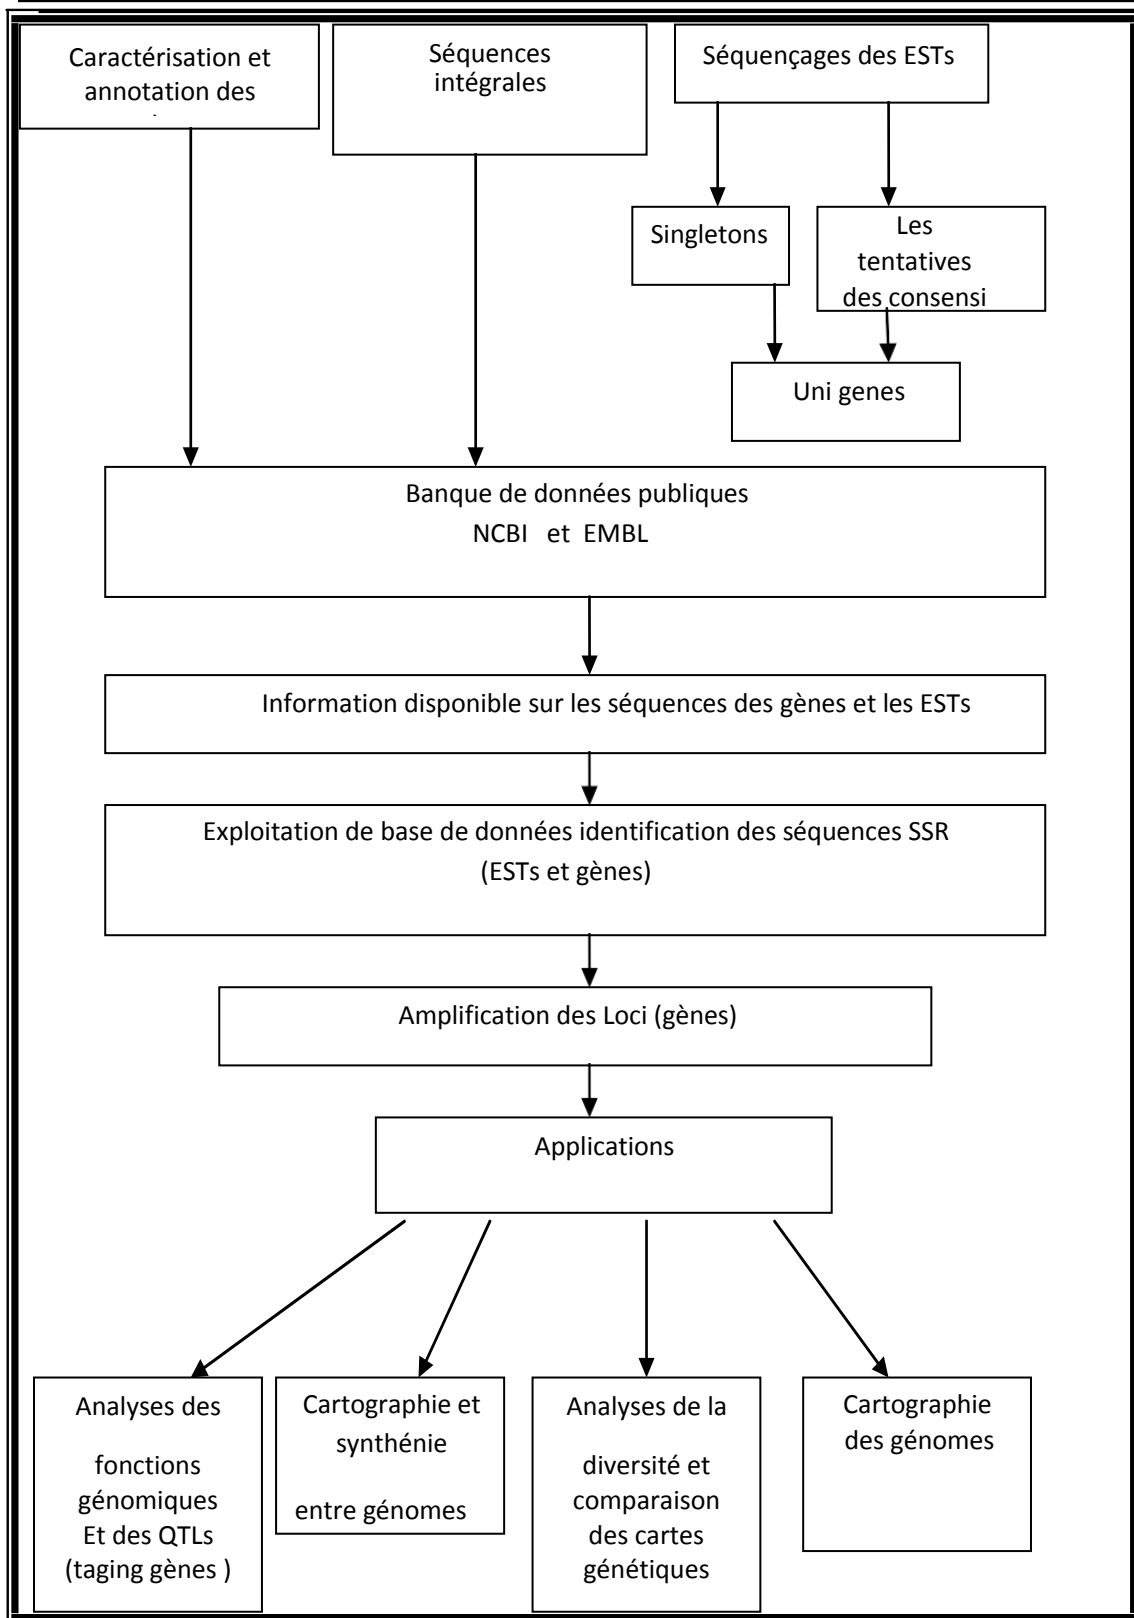 Caractérisation et
annotation des
Séquences
intégrales
Séquençages des ESTs
Singletons
Les
tentatives
des consensi
Uni genes
Banque de données publiques
NCBI et EMBL
Information disponible sur les séquences des gènes et les ESTs
Exploitation de base de données identification des séquences SSR
(ESTs et gènes)
Amplification des Loci (gènes)
Applications
Analyses des
fonctions
génomiques
Et des QTLs
(taging gènes )
Cartographie et
synthénie
entre génomes
Analyses de la
diversité et
comparaison
des cartes
génétiques
Cartographie
des génomes